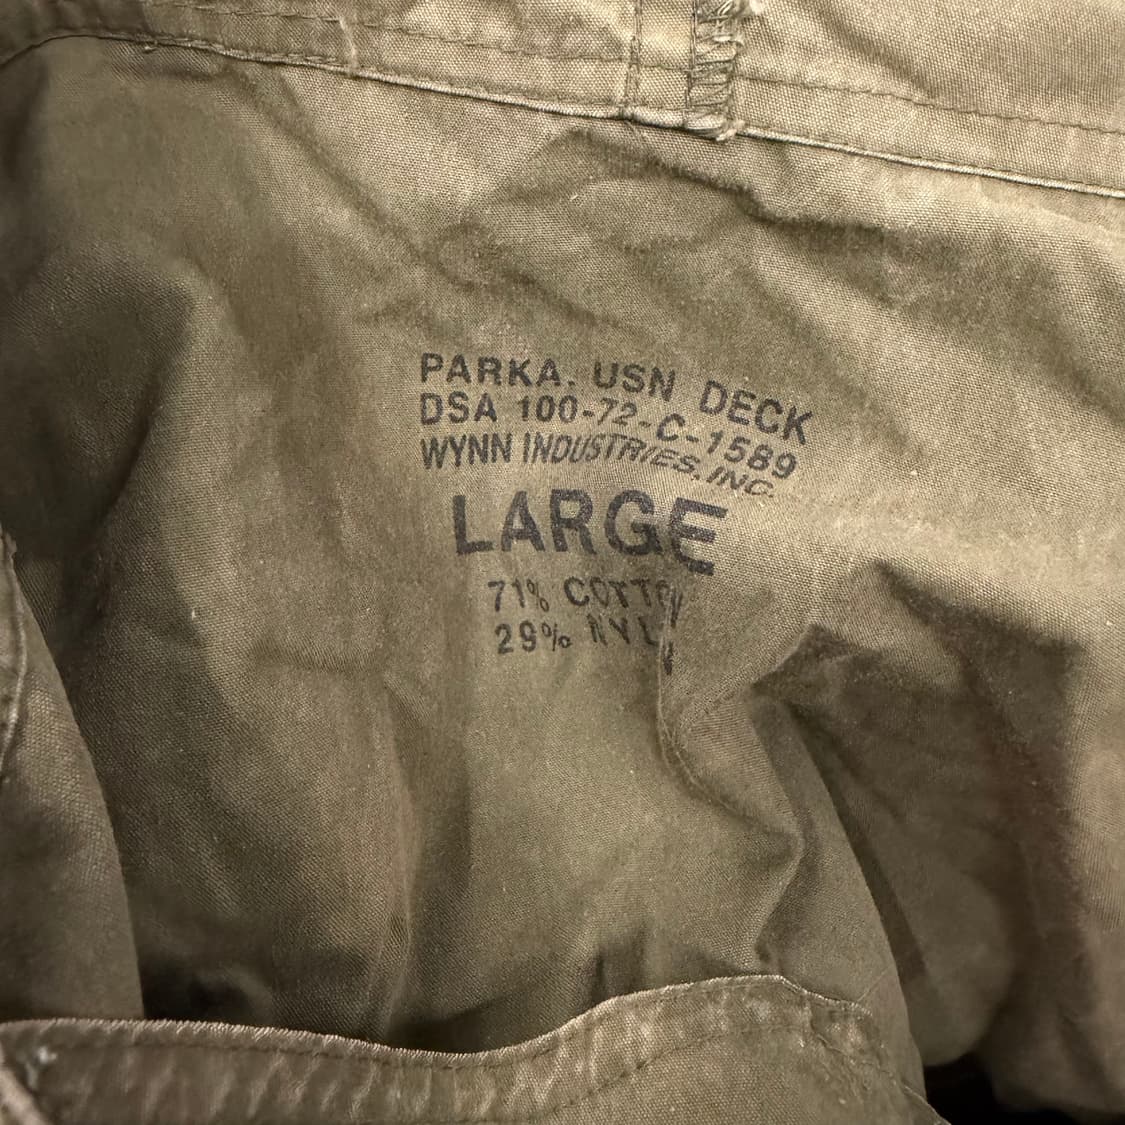 PARKA. USN DECK
DSA 100-72-C-1589
WYNN INDUSTRIES, INC.
LARGE
71% COTTON
29%